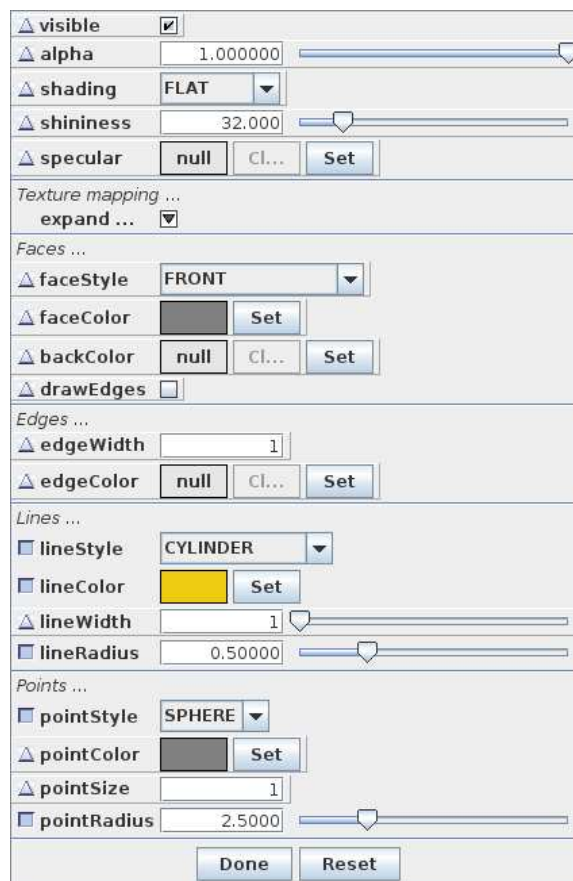 visible
alpha 1.000000
shading FLAT
shininess 32.000
specular null Cl... Set
Texture mapping ...
expand ...
Faces ...
faceStyle FRONT
faceColor Set
backColor null Cl... Set
drawEdges
Edges ...
edgeWidth 1
edgeColor null Cl... Set
Lines ...
lineStyle CYLINDER
lineColor Set
lineWidth 1
lineRadius 0.50000
Points ...
pointStyle SPHERE
pointColor Set
pointSize 1
pointRadius 2.5000
Done Reset